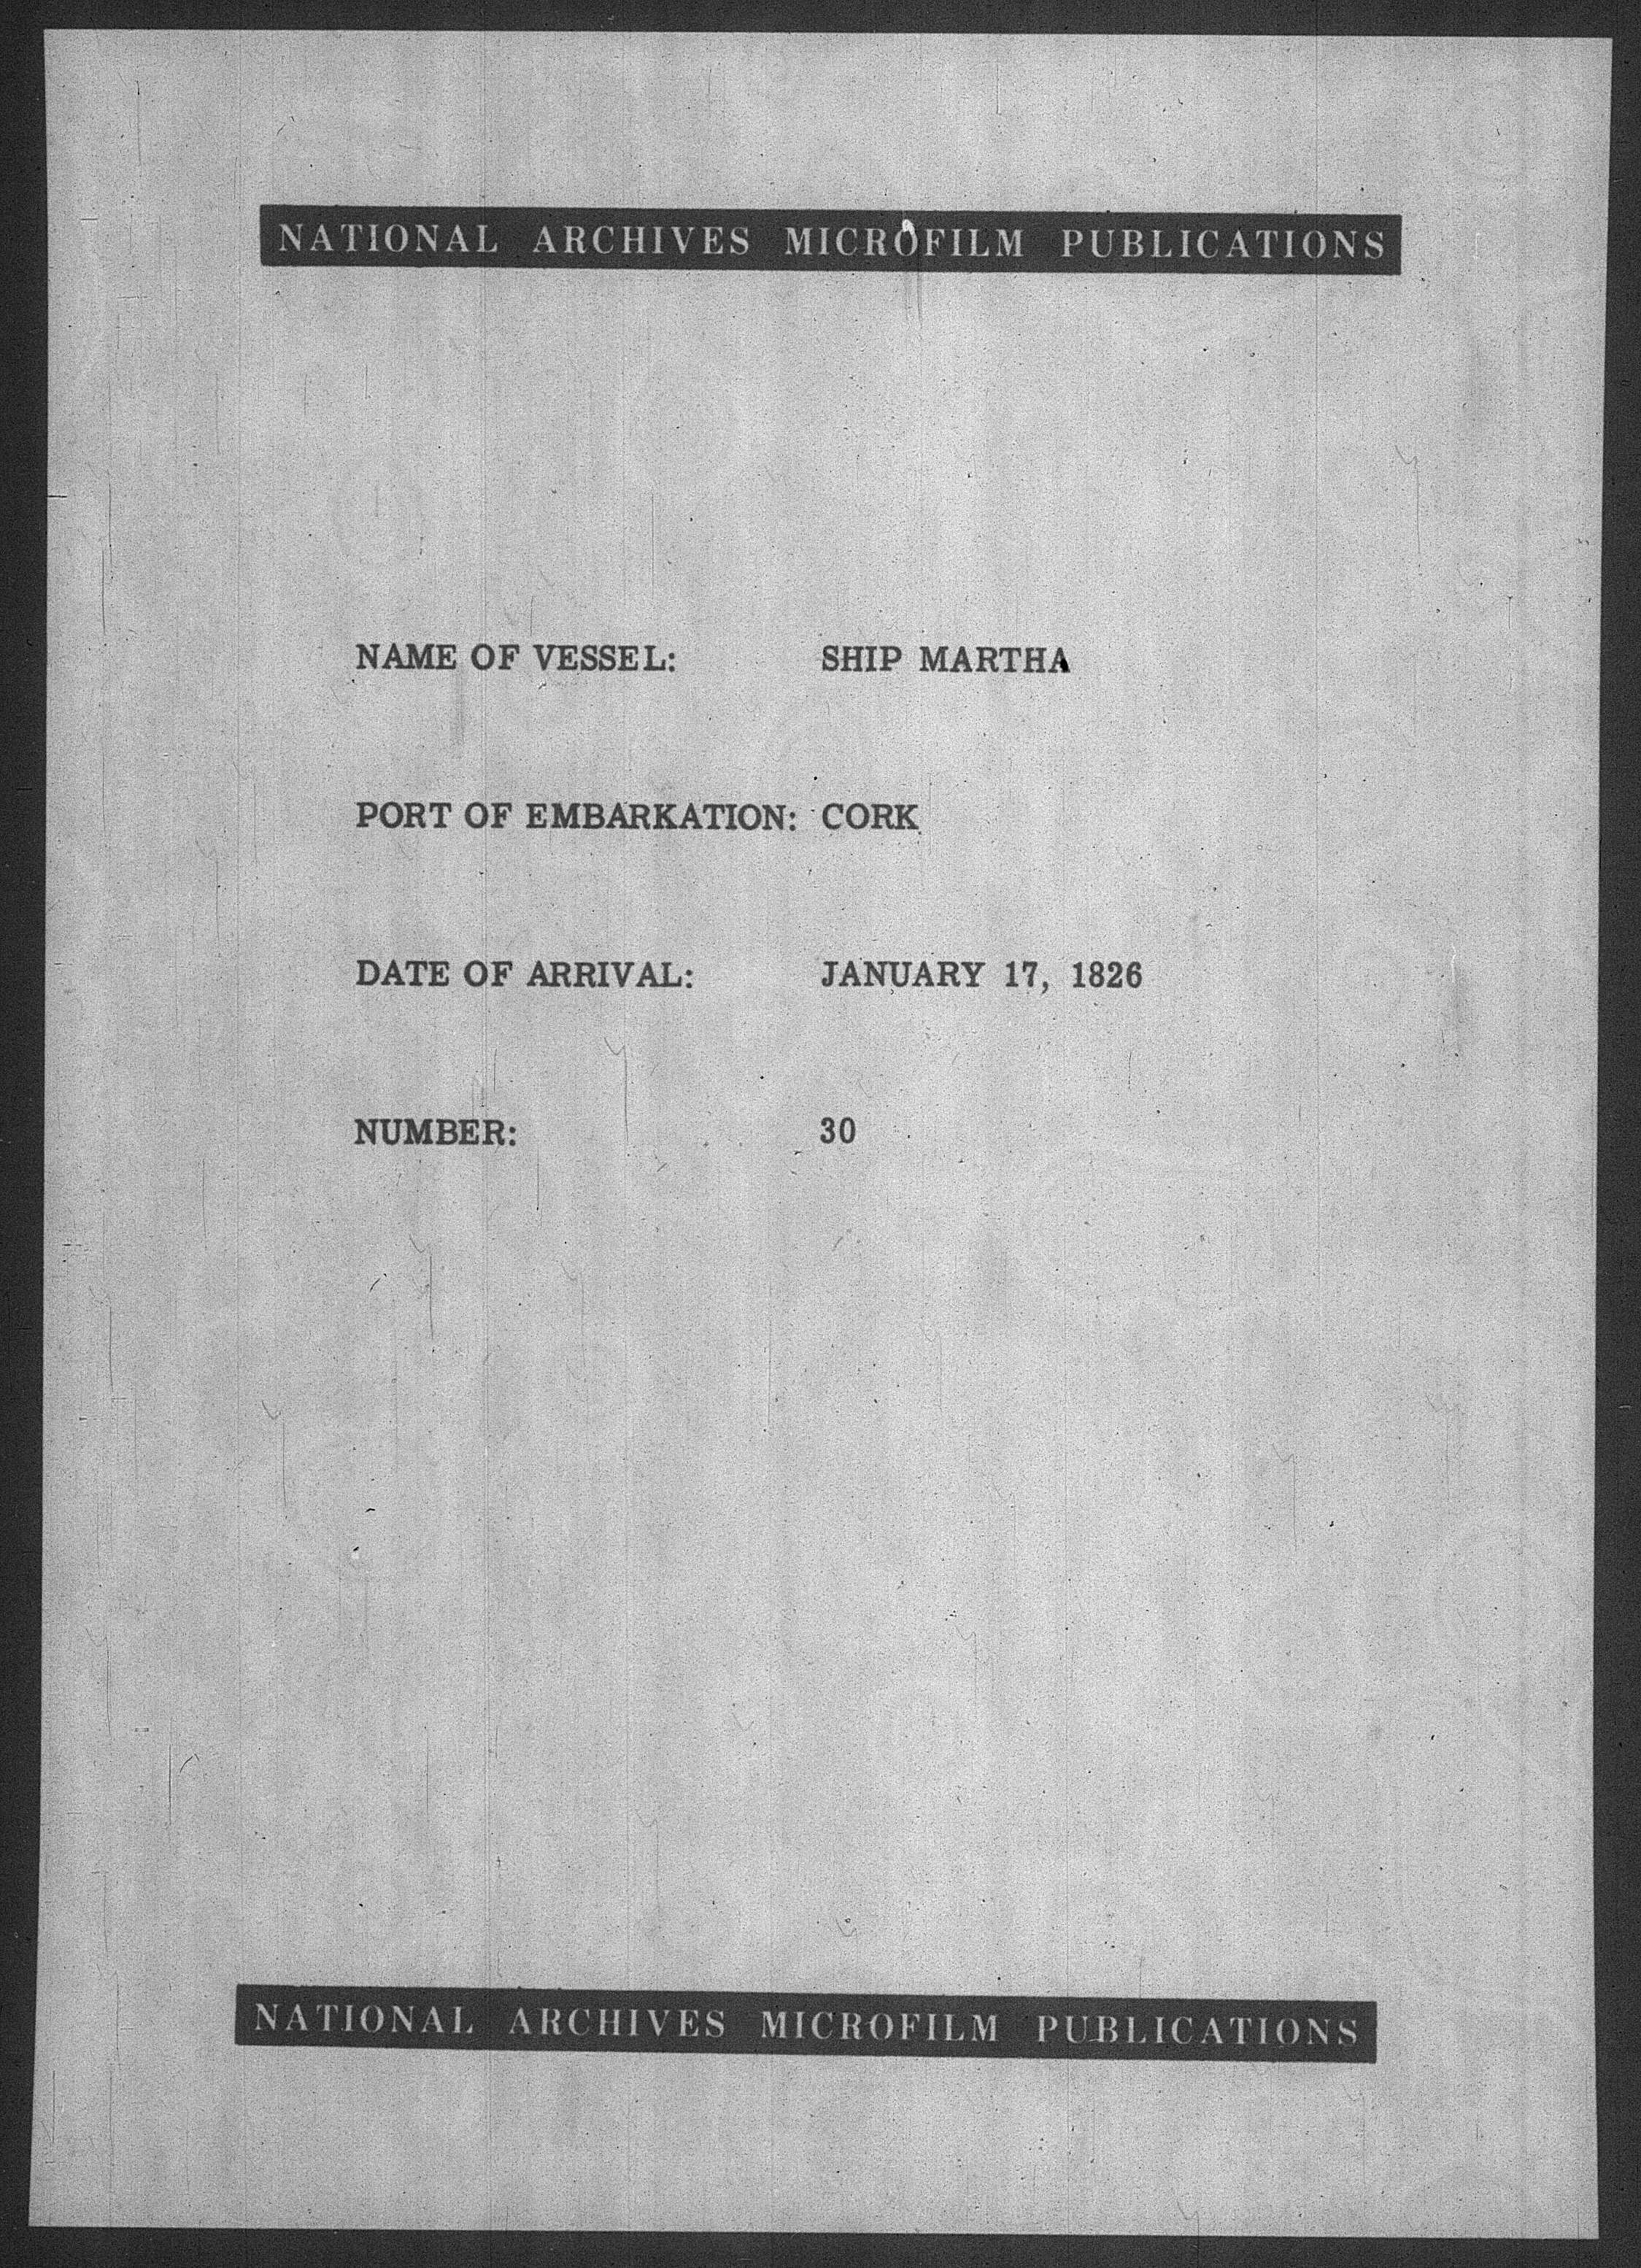 NATIONAL ARCHIVES MICROFILM PUBLICATIONS
NAME OF VESSEL: SHIP MARTHA
PORT OF EMBARKATION: CORK
DATE OF ARRIVAL: JANUARY 17, 1826
NUMBER: 30
NATIONAL ARCHIVES MICROFILM PUBLICATIONS